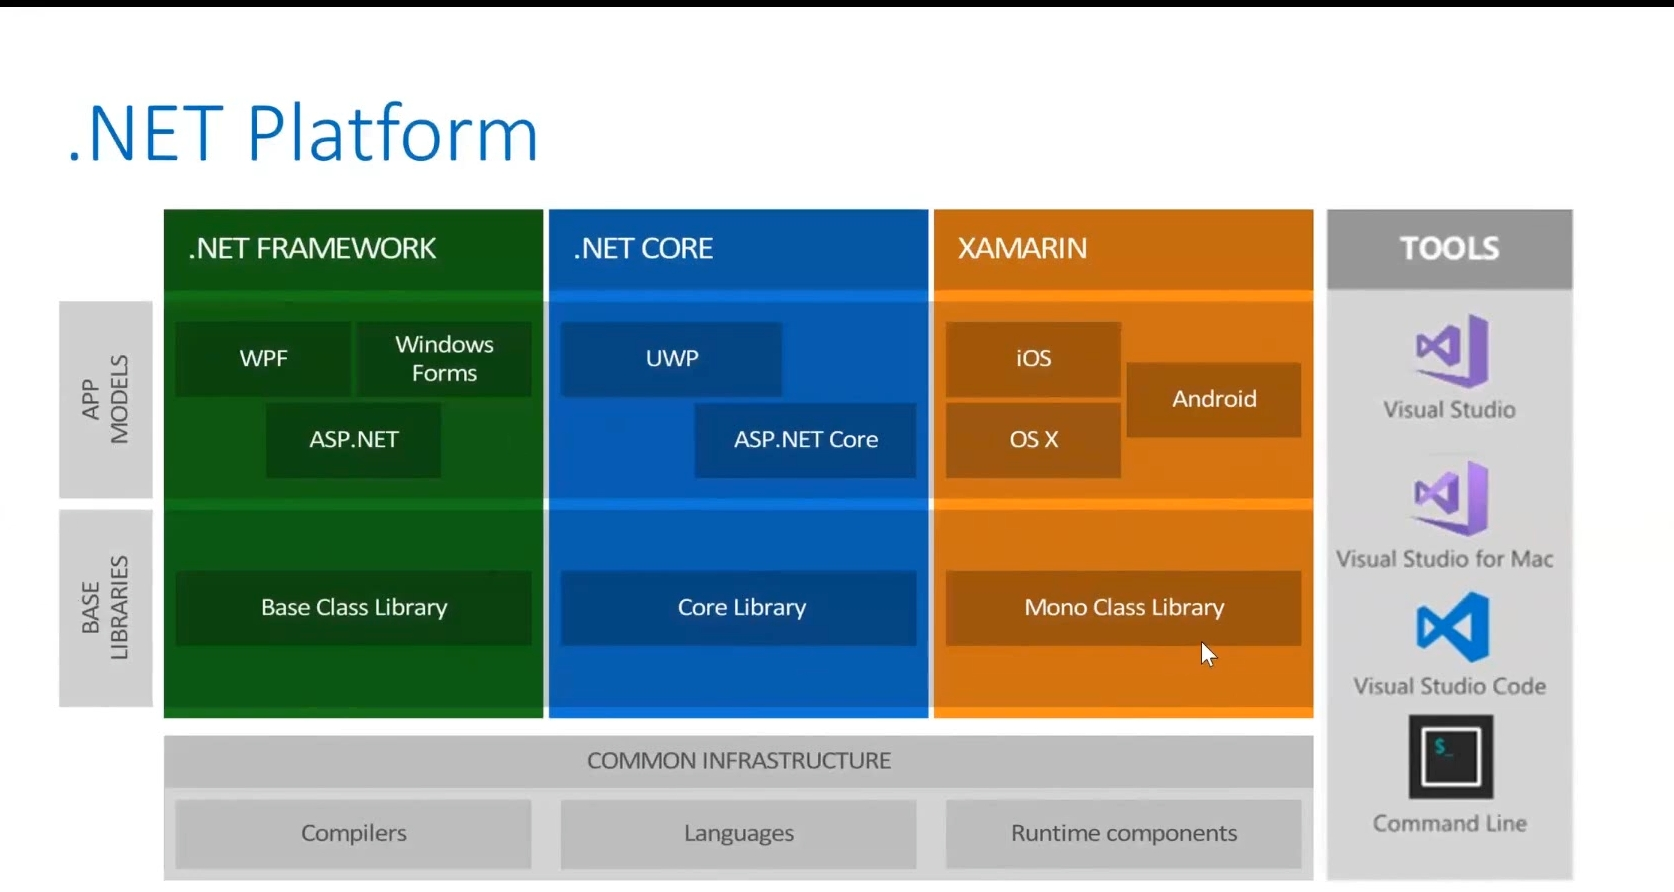 .NET Platform
.NET FRAMEWORK
.NET CORE
XAMARIN
TOOLS
APP
MODELS
WPF
Windows
Forms
ASP.NET
UWP
ASP.NET Core
iOS
Android
OS X
BASE
LIBRARIES
Base Class Library
Core Library
Mono Class Library
COMMON INFRASTRUCTURE
Compilers
Languages
Runtime components
Visual Studio
Visual Studio for Mac
Visual Studio Code
$_
Command Line